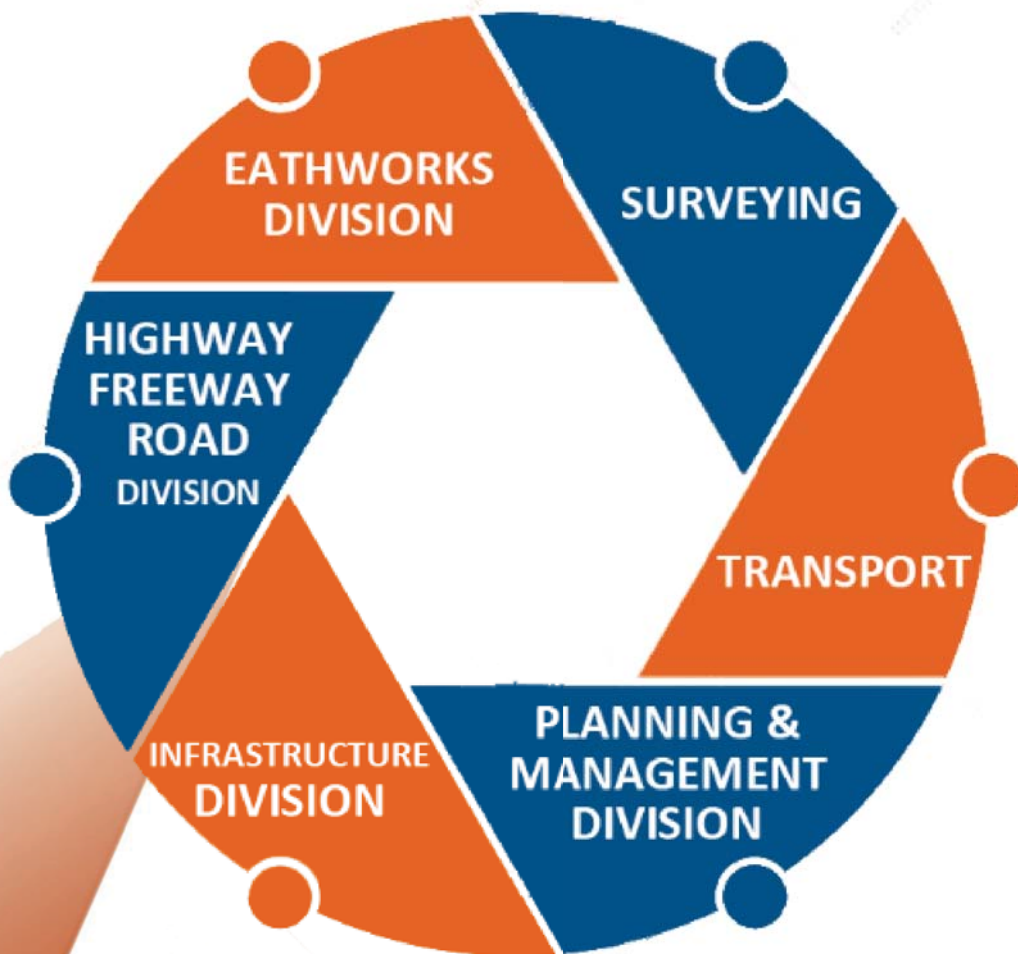 EATHWORKS
DIVISION
SURVEYING
HIGHWAY
FREEWAY
ROAD
DIVISION
TRANSPORT
INFRASTRUCTURE
DIVISION
PLANNING &
MANAGEMENT
DIVISION